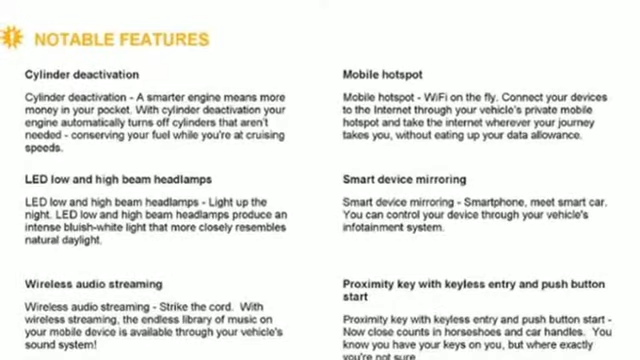 NOTABLE FEATURES
Cylinder deactivation
Cylinder deactivation - A smarter engine means more
money in your pocket. With cylinder deactivation your
engine automatically turns off cylinders that aren't
needed - conserving your fuel while you're at cruising
speeds.
LED low and high beam headlamps
LED low and high beam headlamps - Light up the
night. LED low and high beam headlamps produce an
intense bluish-white light that more closely resembles
natural daylight.
Wireless audio streaming
Wireless audio streaming - Strike the cord. With
wireless streaming, the endless library of music on
your mobile device is available through your vehicle's
sound system!
Mobile hotspot
Mobile hotspot - WiFi on the fly. Connect your devices
to the Internet through your vehicle's private mobile
hotspot and take the internet wherever your journey
takes you, without eating up your data allowance.
Smart device mirroring
Smart device mirroring - Smartphone, meet smart car.
You can control your device through your vehicle's
infotainment system.
Proximity key with keyless entry and push button
start
Proximity key with keyless entry and push button start -
Now close counts in horseshoes and car handles. You
know you have your keys on you, but where exactly
you're not sure